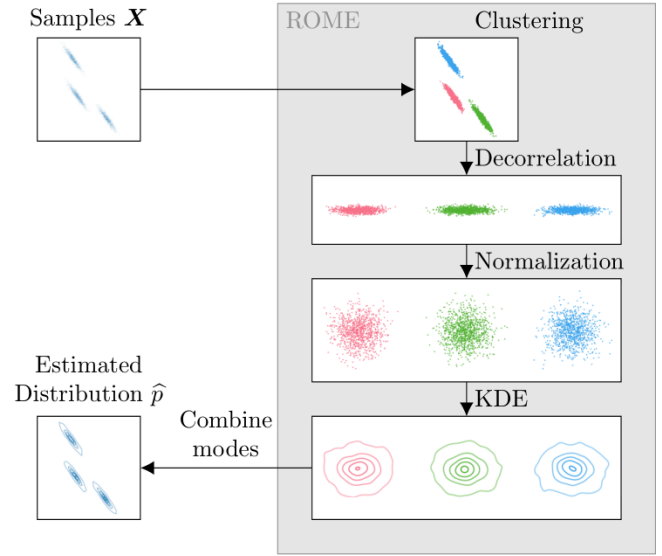 Samples X
ROME
Clustering
Decorrelation
Normalization
Estimated
Distribution p̂
KDE
Combine
modes